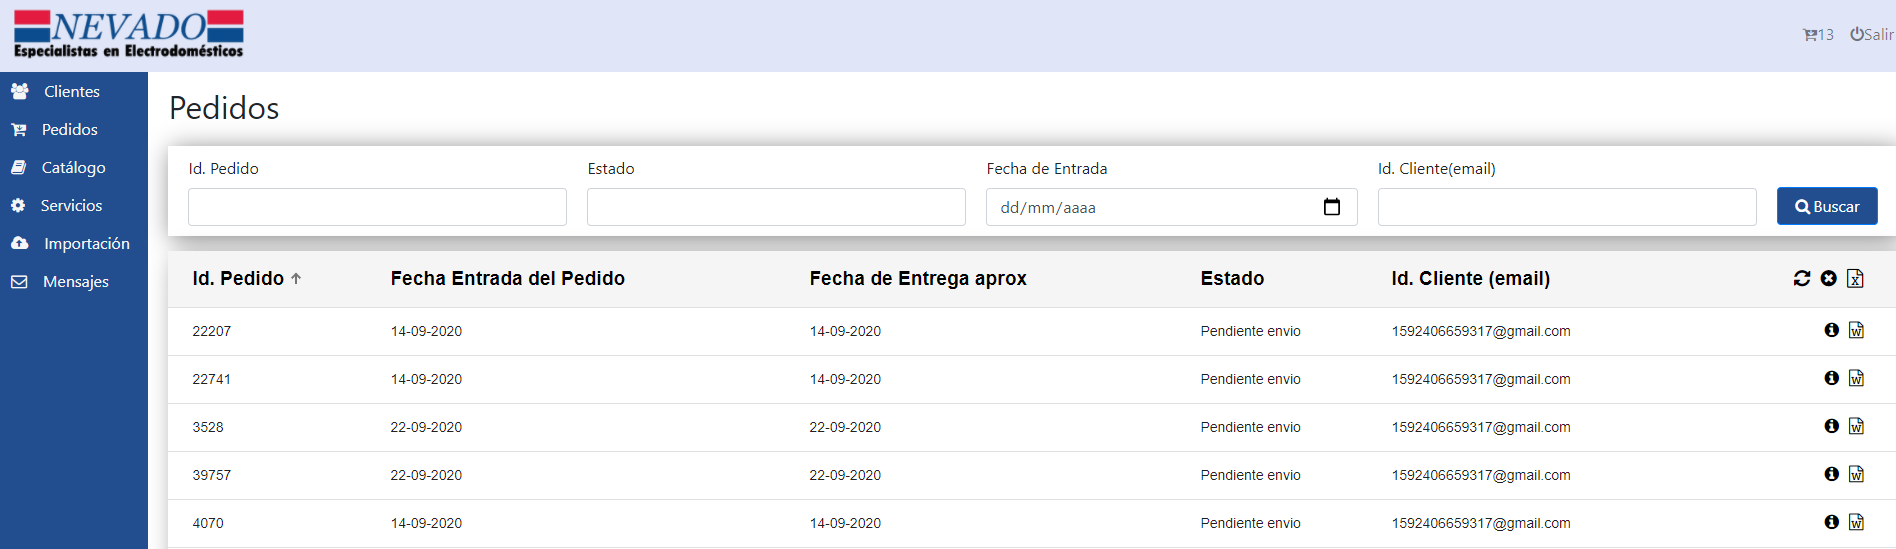 NEVADO
Especialistas en Electrodomésticos
13 Salir
Clientes
Pedidos
Catálogo
Servicios
Importación
Mensajes
Pedidos
Id. Pedido Estado Fecha de Entrada Id. Cliente(email)
dd/mm/aaaa Buscar
Id. Pedido Fecha Entrada del Pedido Fecha de Entrega aprox Estado Id. Cliente (email)
22207 14-09-2020 14-09-2020 Pendiente envio 1592406659317@gmail.com
22741 14-09-2020 14-09-2020 Pendiente envio 1592406659317@gmail.com
3528 22-09-2020 22-09-2020 Pendiente envio 1592406659317@gmail.com
39757 22-09-2020 22-09-2020 Pendiente envio 1592406659317@gmail.com
4070 14-09-2020 14-09-2020 Pendiente envio 1592406659317@gmail.com